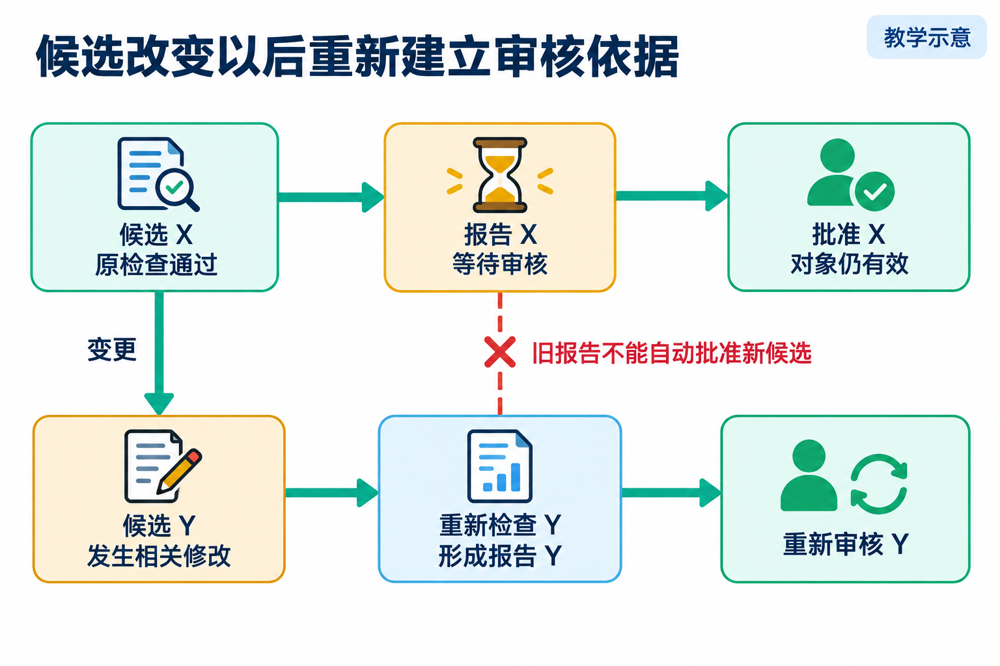 候选改变以后重新建立审核依据
教学示意
候选 X
原检查通过
报告 X
等待审核
批准 X
对象仍有效
变更
旧报告不能自动批准新候选
候选 Y
发生相关修改
重新检查 Y
形成报告 Y
重新审核 Y